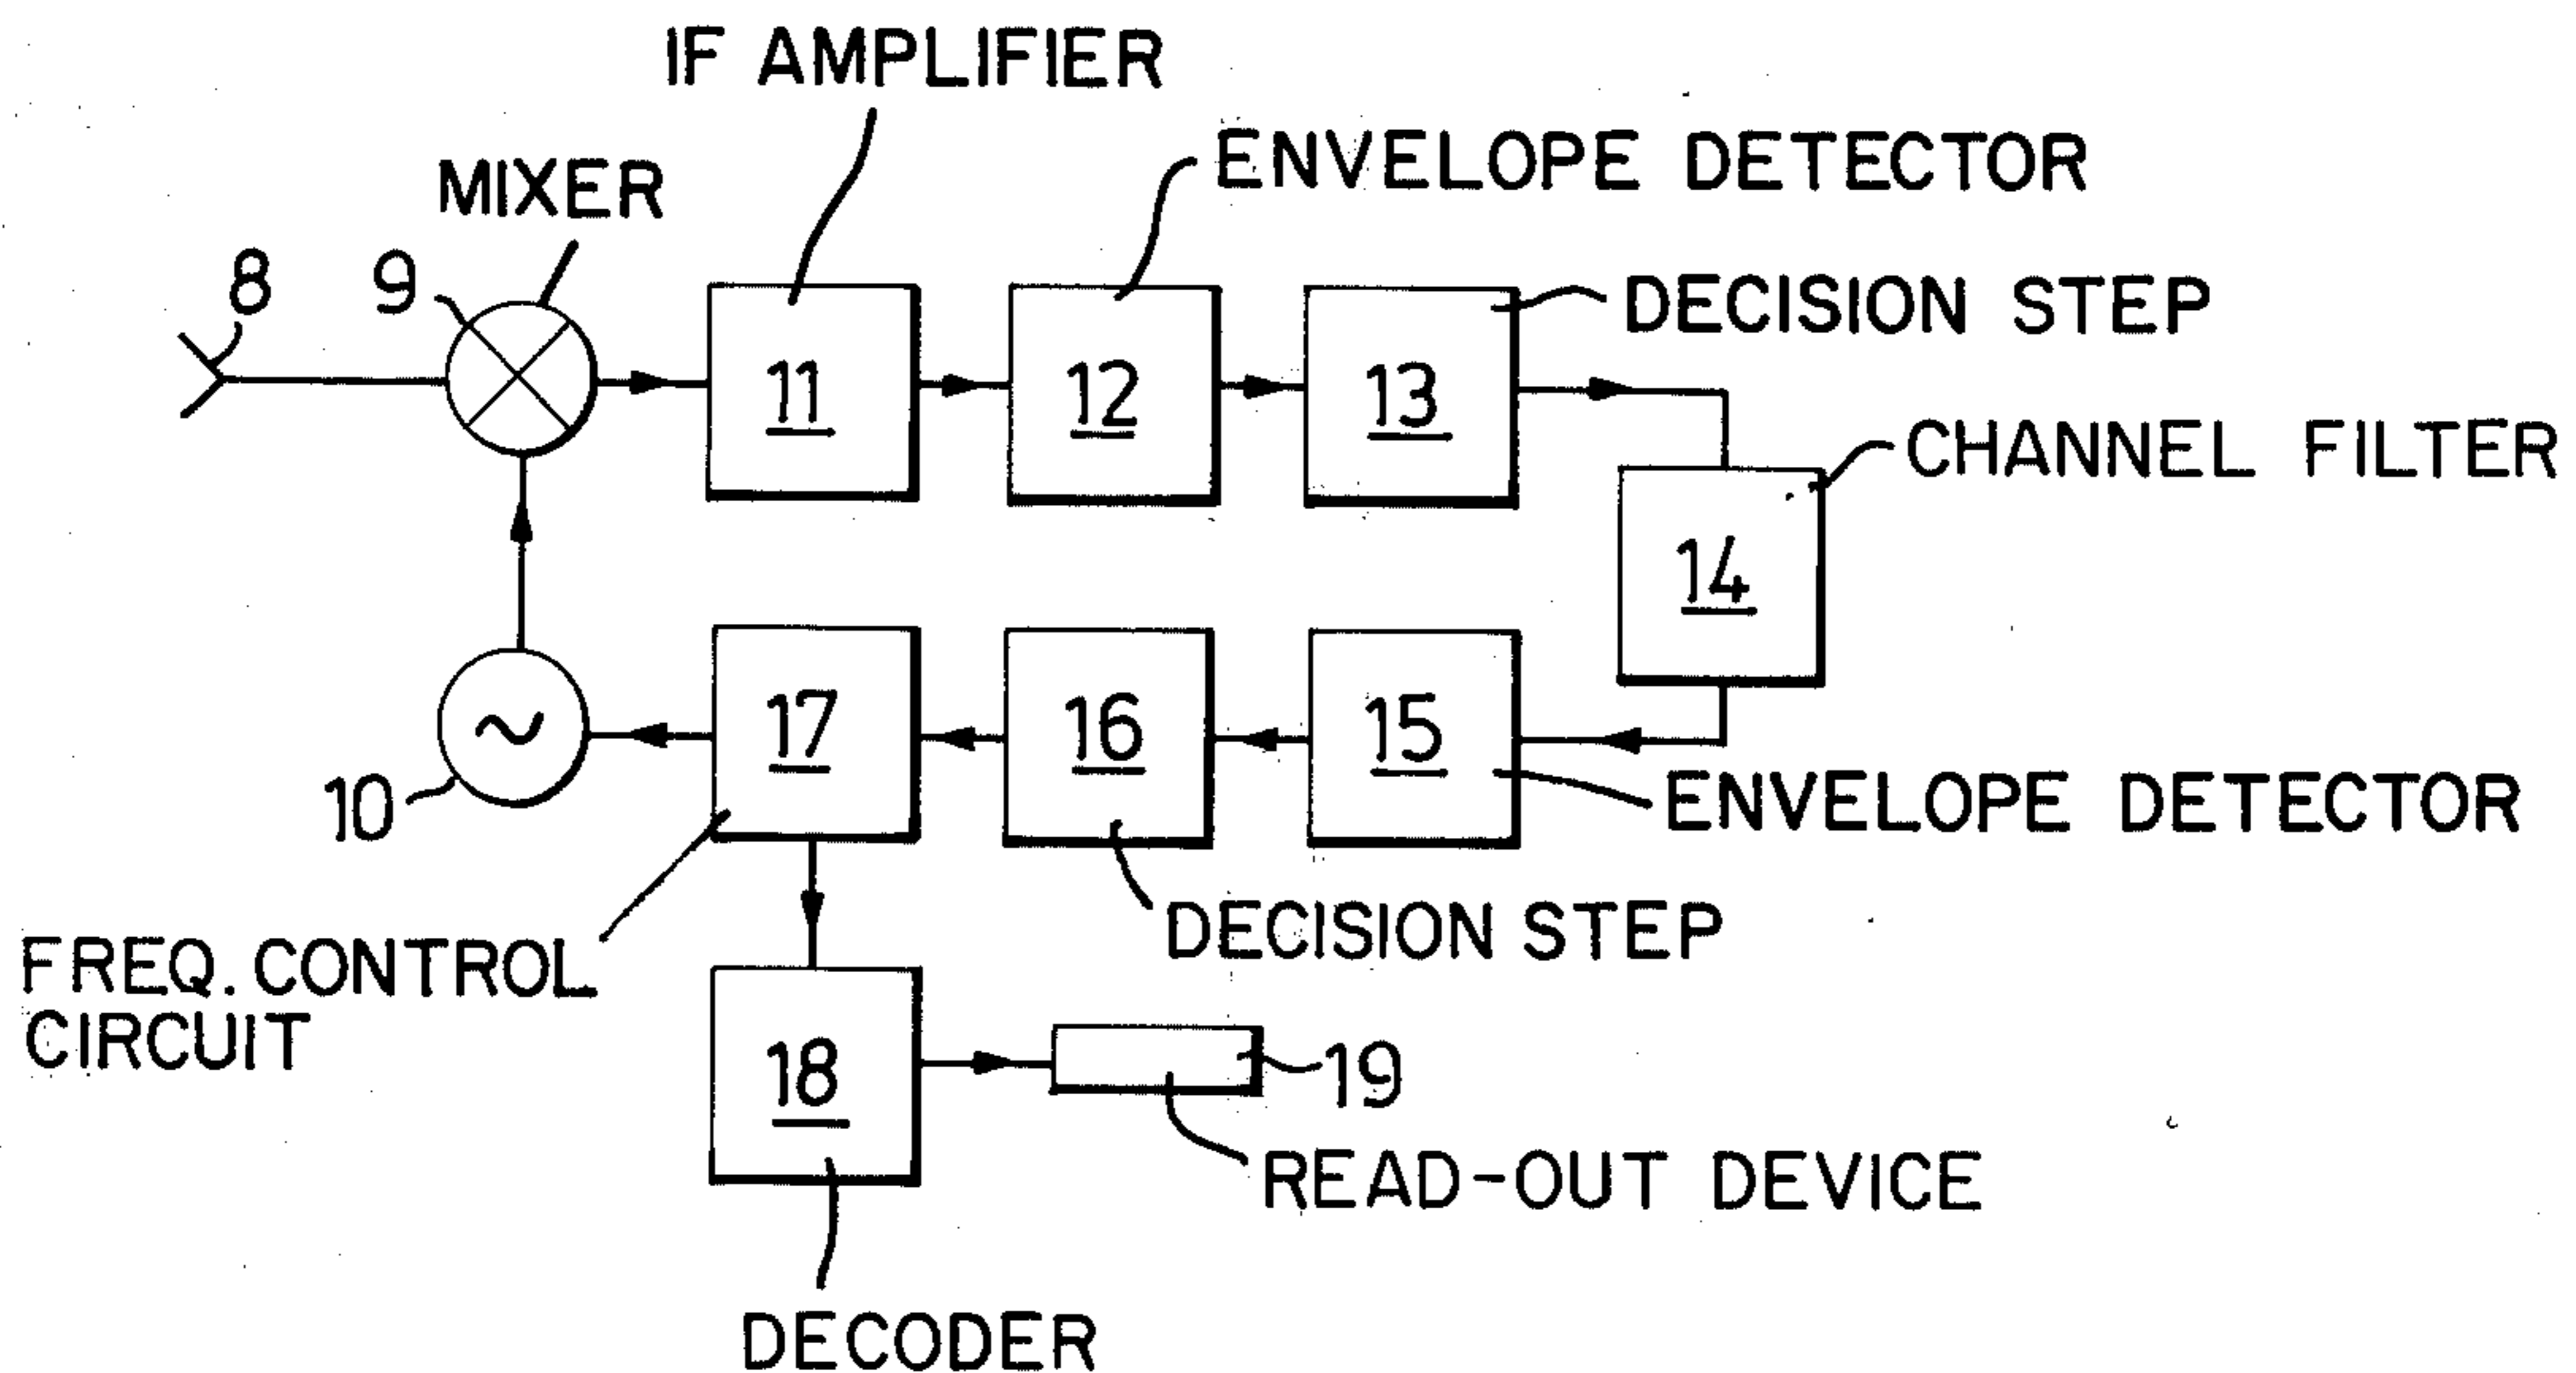 IF AMPLIFIER
ENVELOPE DETECTOR
MIXER
8
9
DECISION STEP
11
12
13
CHANNEL FILTER
14
17
16
15
10
ENVELOPE DETECTOR
DECISION STEP
FREQ. CONTROL
CIRCUIT
18
19
READ-OUT DEVICE
DECODER